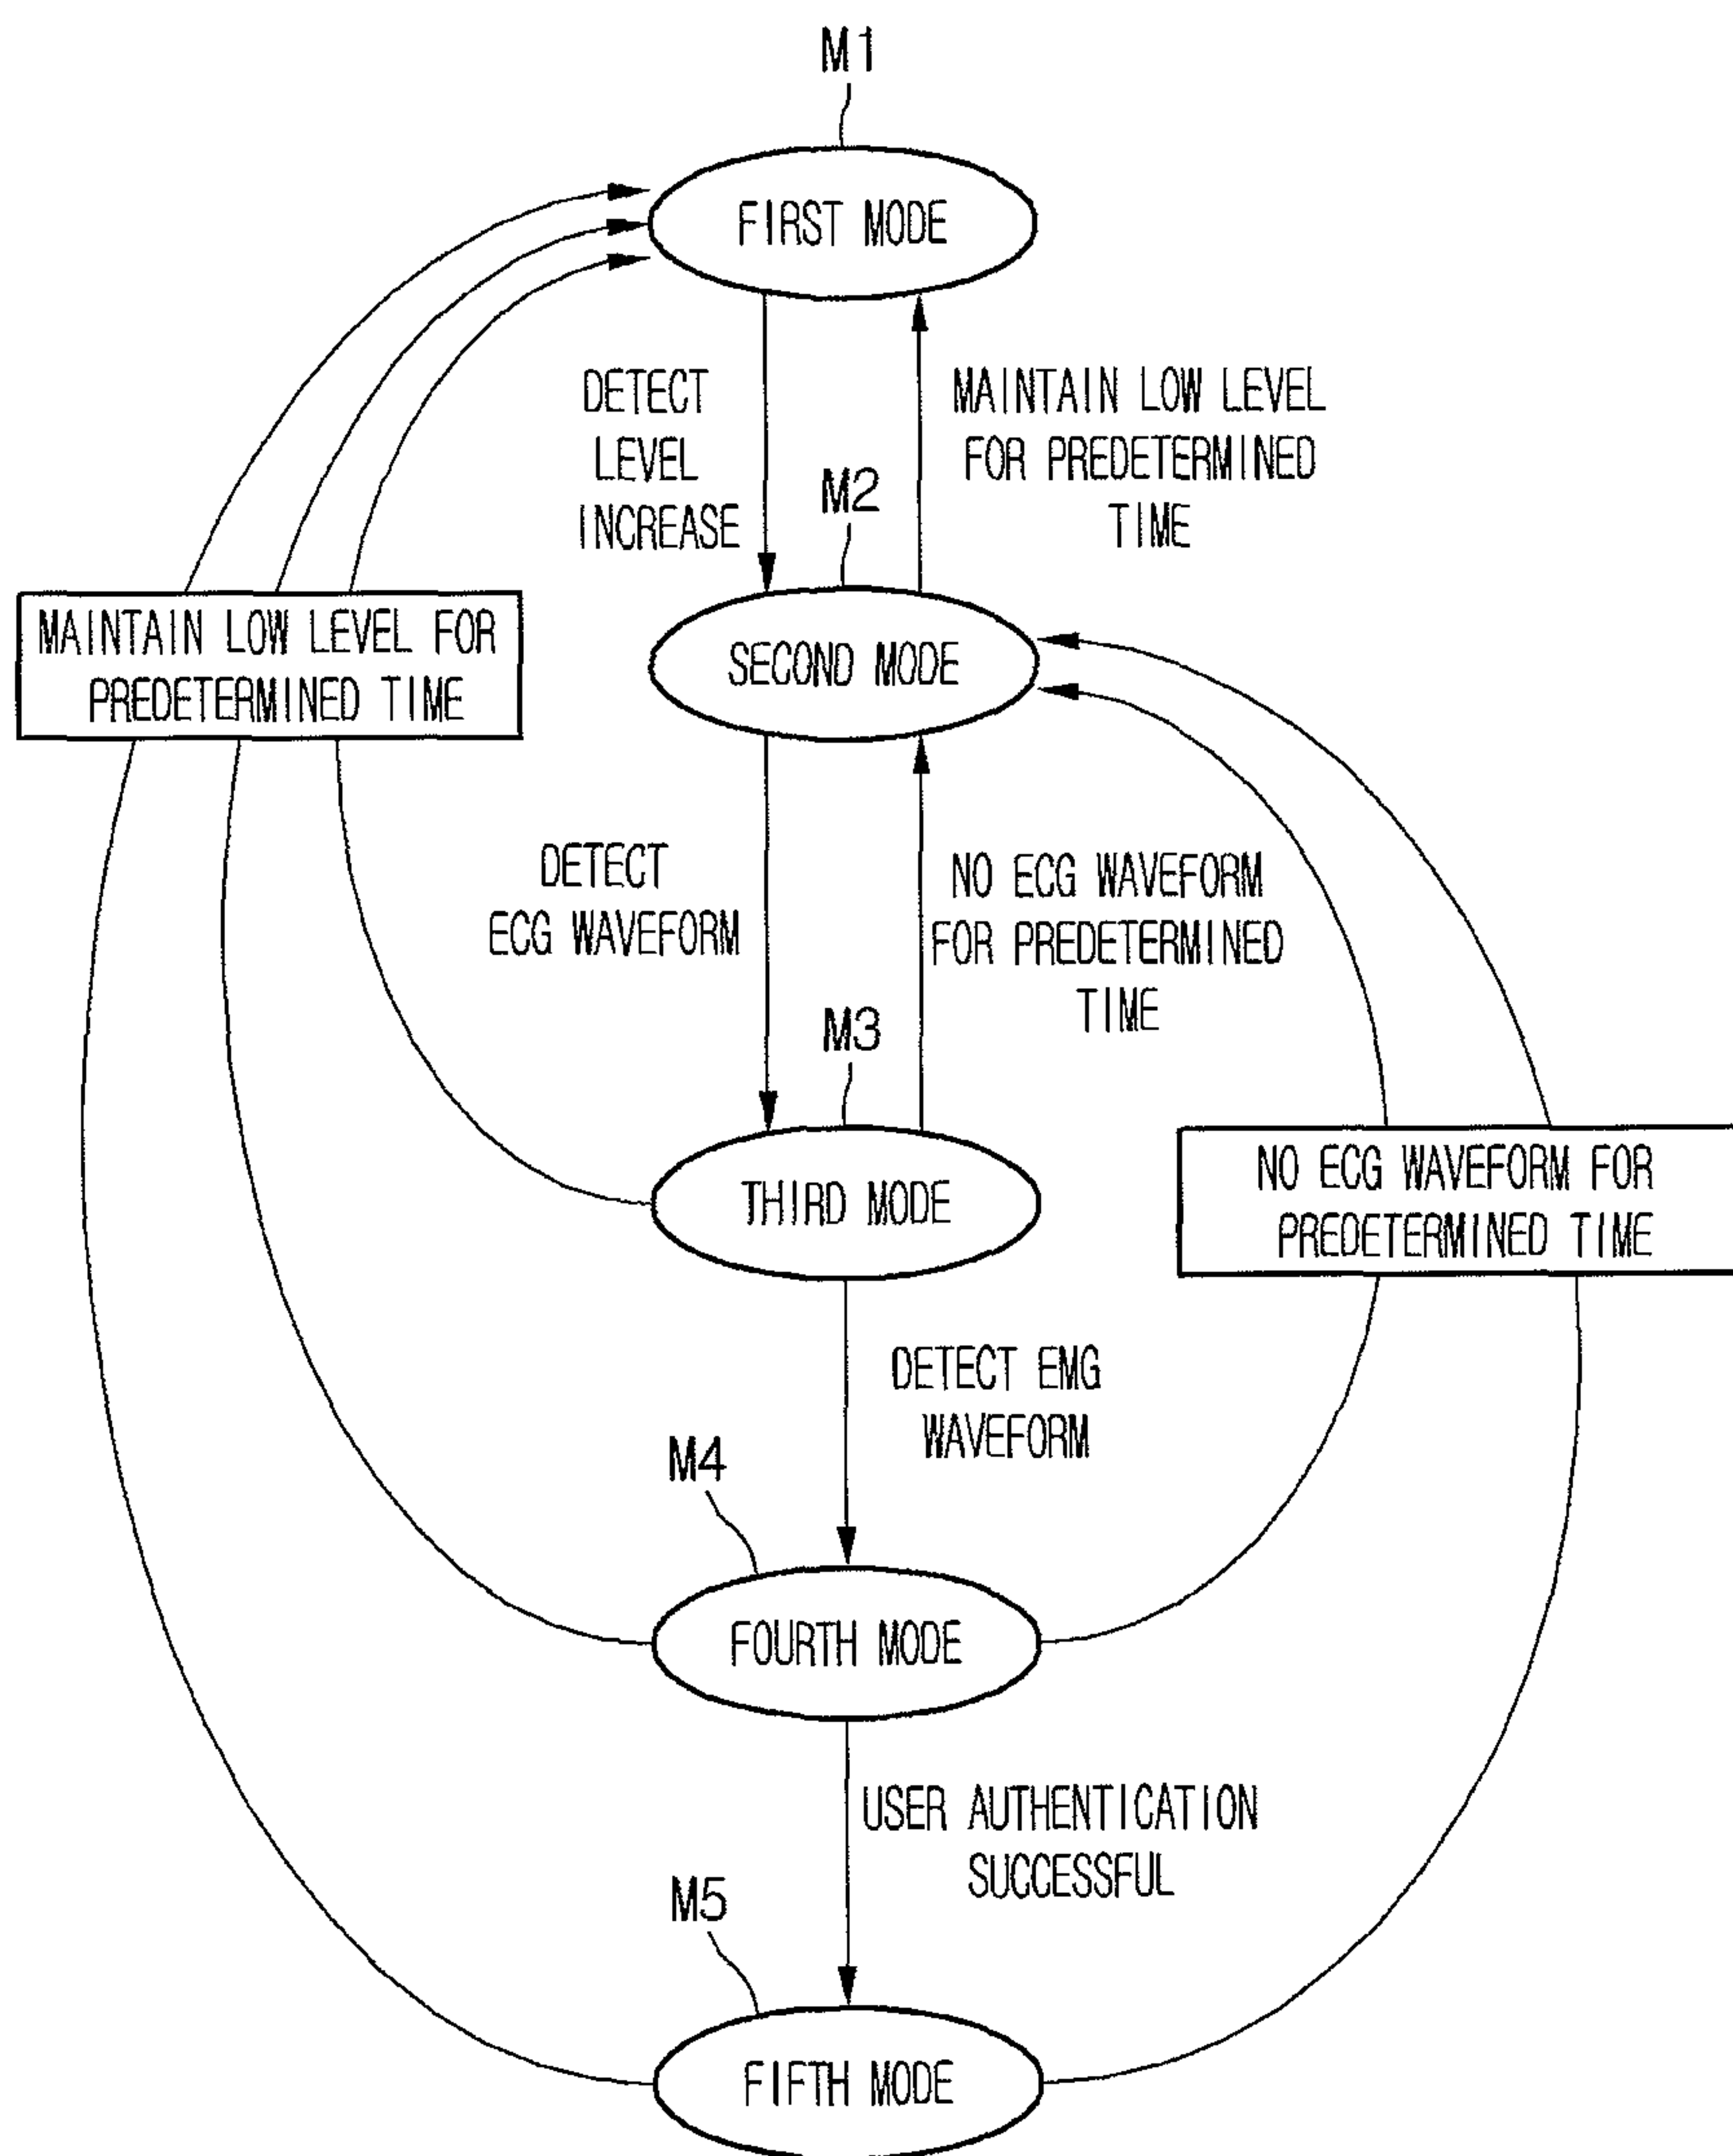 M1
FIRST MODE
DETECT
LEVEL
INCREASE
MAINTAIN LOW LEVEL
FOR PREDETERMINED
TIME
M2
MAINTAIN LOW LEVEL FOR
PREDETERMINED TIME
SECOND MODE
DETECT
ECG WAVEFORM
NO ECG WAVEFORM
FOR PREDETERMINED
TIME
M3
THIRD MODE
NO ECG WAVEFORM FOR
PREDETERMINED TIME
DETECT EMG
WAVEFORM
M4
FOURTH MODE
USER AUTHENTICATION
SUCCESSFUL
M5
FIFTH MODE